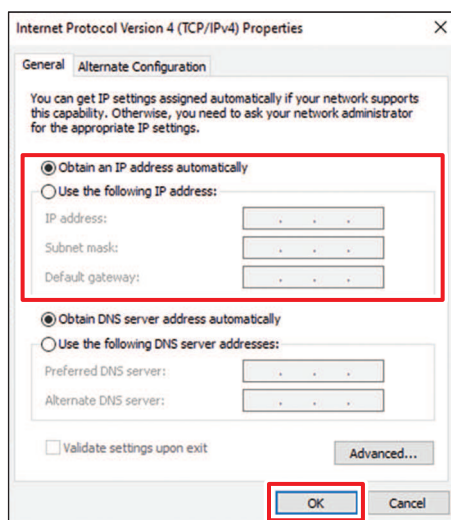 Internet Protocol Version 4 (TCP/IPv4) Properties
General
Alternate Configuration
You can get IP settings assigned automatically if your network supports
this capability. Otherwise, you need to ask your network administrator
for the appropriate IP settings.
Obtain an IP address automatically
Use the following IP address:
IP address:
Subnet mask:
Default gateway:
Obtain DNS server address automatically
Use the following DNS server addresses:
Preferred DNS server:
Alternate DNS server:
Validate settings upon exit
Advanced...
OK
Cancel